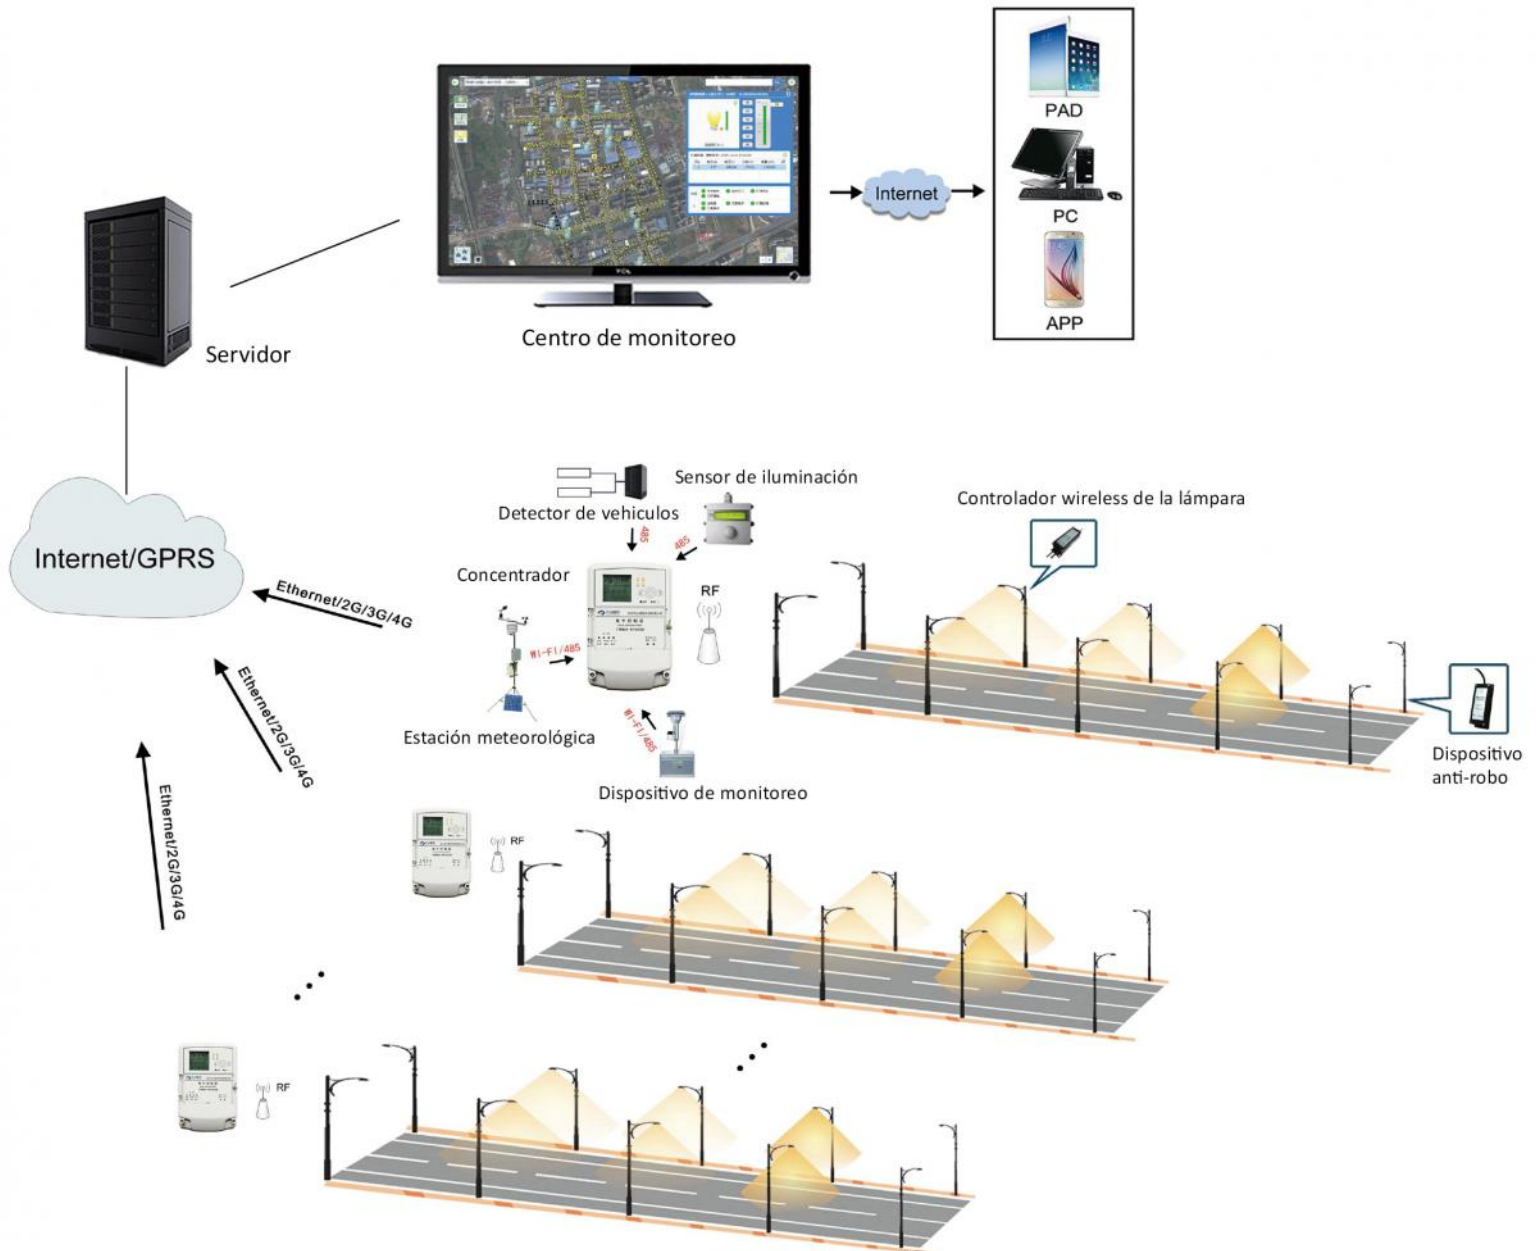 PAD
PC
APP
Internet
TCL
Centro de monitoreo
Servidor
Internet/GPRS
Ethernet/2G/3G/4G
Ethernet/2G/3G/4G
Ethernet/2G/3G/4G
Sensor de iluminación
Detector de vehiculos
485
485
Concentrador
RF
WI-FI/485
Estación meteorológica
WI-FI/485
Dispositivo de monitoreo
Controlador wireless de la lámpara
Dispositivo
anti-robo
RF
RF